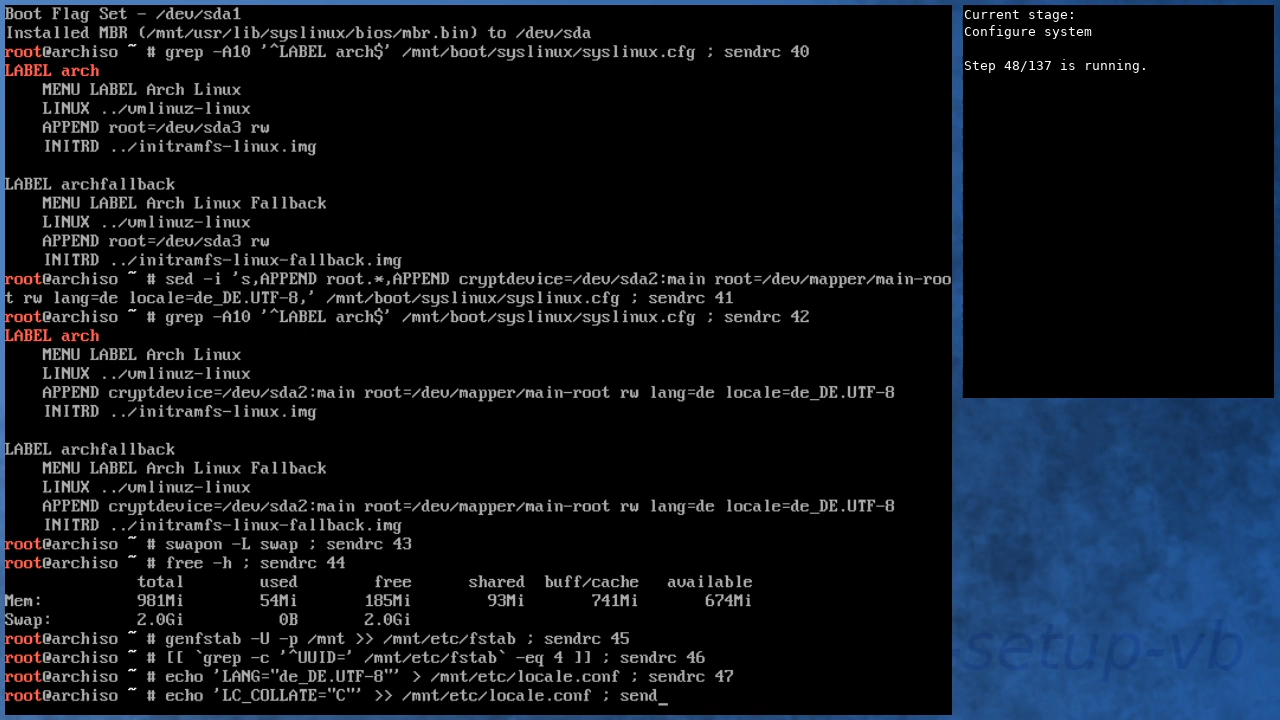 Boot Flag Set - /dev/sda1
Installed MBR (/mnt/usr/lib/syslinux/bios/mbr.bin) to /dev/sda
root@archiso ~ # grep -A10 '^LABEL arch$' /mnt/boot/syslinux/syslinux.cfg ; sendrc 40
LABEL arch
    MENU LABEL Arch Linux
    LINUX ../vmlinuz-linux
    APPEND root=/dev/sda3 rw
    INITRD ../initramfs-linux.img

LABEL archfallback
    MENU LABEL Arch Linux Fallback
    LINUX ../vmlinuz-linux
    APPEND root=/dev/sda3 rw
    INITRD ../initramfs-linux-fallback.img
root@archiso ~ # sed -i 's,APPEND root.*,APPEND cryptdevice=/dev/sda2:main root=/dev/mapper/main-roo
t rw lang=de locale=de_DE.UTF-8,' /mnt/boot/syslinux/syslinux.cfg ; sendrc 41
root@archiso ~ # grep -A10 '^LABEL arch$' /mnt/boot/syslinux/syslinux.cfg ; sendrc 42
LABEL arch
    MENU LABEL Arch Linux
    LINUX ../vmlinuz-linux
    APPEND cryptdevice=/dev/sda2:main root=/dev/mapper/main-root rw lang=de locale=de_DE.UTF-8
    INITRD ../initramfs-linux.img

LABEL archfallback
    MENU LABEL Arch Linux Fallback
    LINUX ../vmlinuz-linux
    APPEND cryptdevice=/dev/sda2:main root=/dev/mapper/main-root rw lang=de locale=de_DE.UTF-8
    INITRD ../initramfs-linux-fallback.img
root@archiso ~ # swapon -L swap ; sendrc 43
root@archiso ~ # free -h ; sendrc 44
              total        used        free      shared  buff/cache   available
Mem:          981Mi        54Mi       185Mi        93Mi       741Mi       674Mi
Swap:         2.0Gi          0B       2.0Gi
root@archiso ~ # genfstab -U -p /mnt >> /mnt/etc/fstab ; sendrc 45
root@archiso ~ # [[ `grep -c '^UUID=' /mnt/etc/fstab` -eq 4 ]] ; sendrc 46
root@archiso ~ # echo 'LANG="de_DE.UTF-8"' > /mnt/etc/locale.conf ; sendrc 47
root@archiso ~ # echo 'LC_COLLATE="C"' >> /mnt/etc/locale.conf ; send_
Current stage:
Configure system

Step 48/137 is running.
-setup-vb